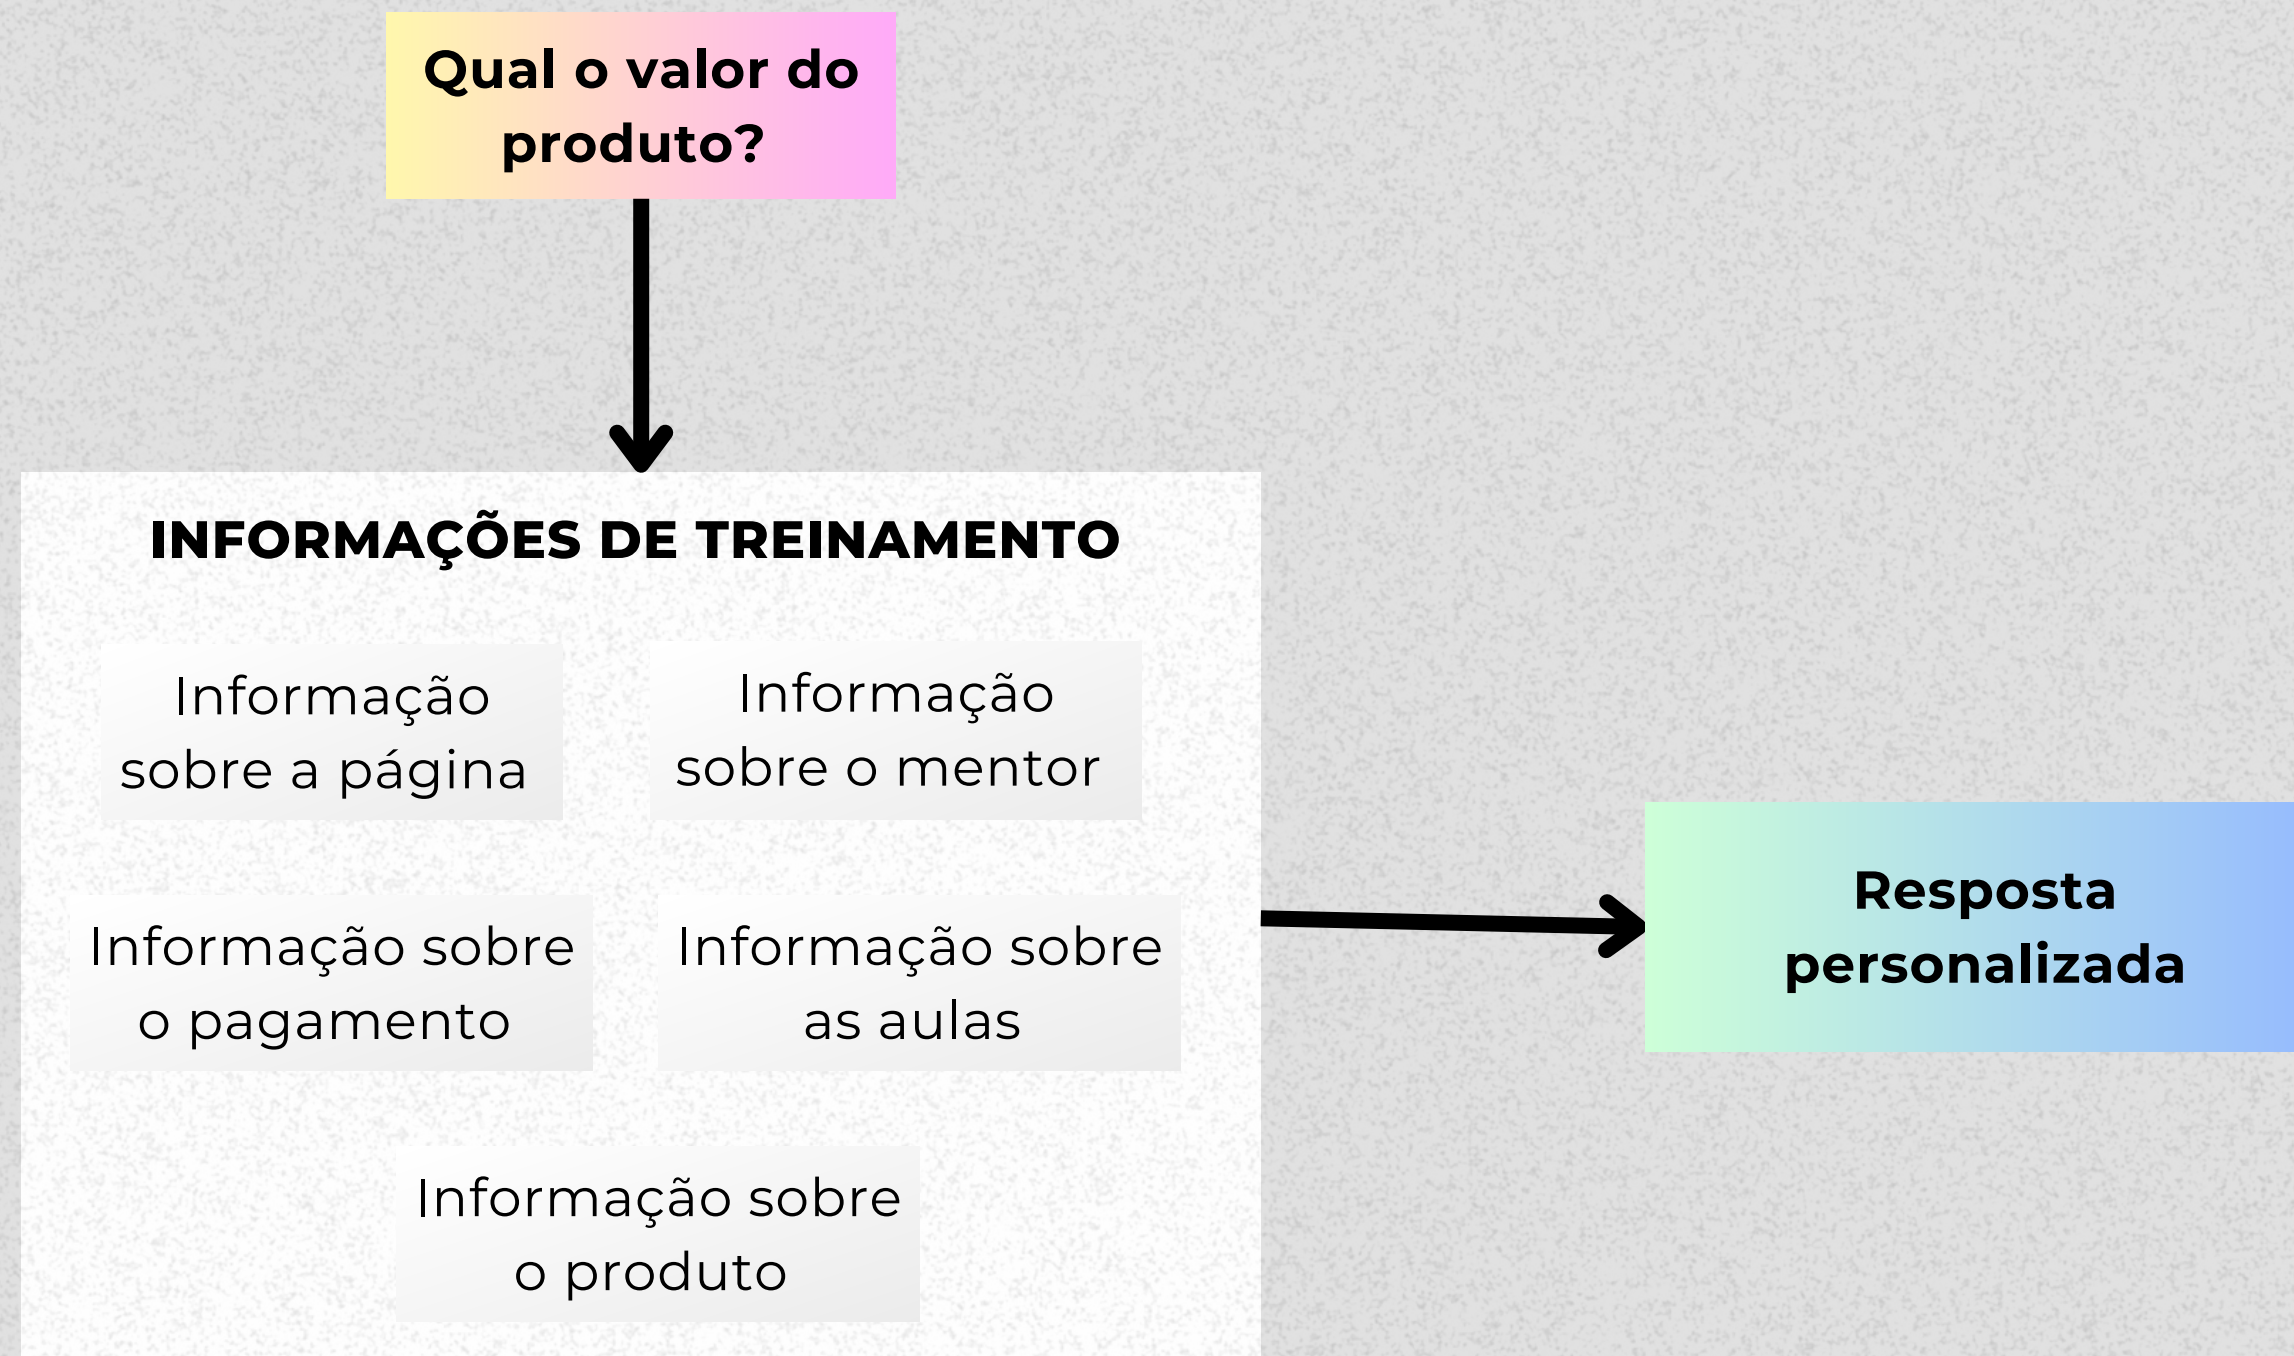 Qual o valor do
produto?
INFORMAÇÕES DE TREINAMENTO
Informação
sobre a página
Informação
sobre o mentor
Informação sobre
o pagamento
Informação sobre
as aulas
Informação sobre
o produto
Resposta
personalizada